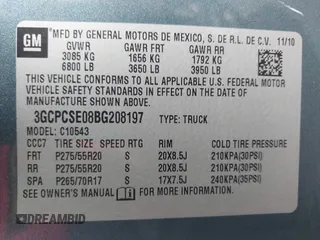 GM
MFD BY GENERAL MOTORS DE MEXICO, S. DE R.L. DE C.V. 11/10
GVWR GAWR FRT GAWR RR
3085 KG 1656 KG 1792 KG
6800 LB 3650 LB 3950 LB
THIS VEHICLE CONFORMS TO ALL APPLICABLE U.S. FEDERAL MOTOR
VEHICLE SAFETY STANDARDS IN EFFECT ON THE DATE OF
MANUFACTURE SHOWN ABOVE.
3GCPCSE08BG208197 TYPE: TRUCK
MODEL: C10543
CCC7 TIRE SIZE SPEED RTG RIM COLD TIRE PRESSURE
FRT P275/55R20 S 20X8.5J 210KPA(30PSI)
RR P275/55R20 S 20X8.5J 210KPA(30PSI)
SPA P265/70R17 S 17X7.5J 240KPA(35PSI)
SEE OWNER'S MANUAL FOR MORE INFORMATION.
DREAMBID